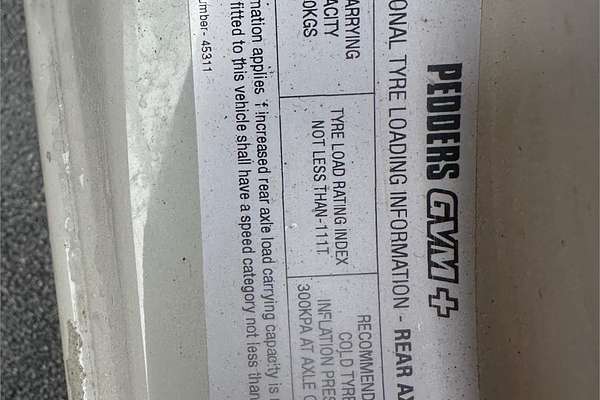 PEDDERS GVM+
ONAL TYRE LOADING INFORMATION - REAR AX
ARRYING
ACITY
0KGS
TYRE LOAD RATING INDEX
NOT LESS THAN-111T
RECOMMEND
COLD TYRE
INFLATION PRES
300KPA AT AXLE C
mation applies if increased rear axle load carrying capacity is
fitted to this vehicle shall have a speed category not less than
umber- 45311